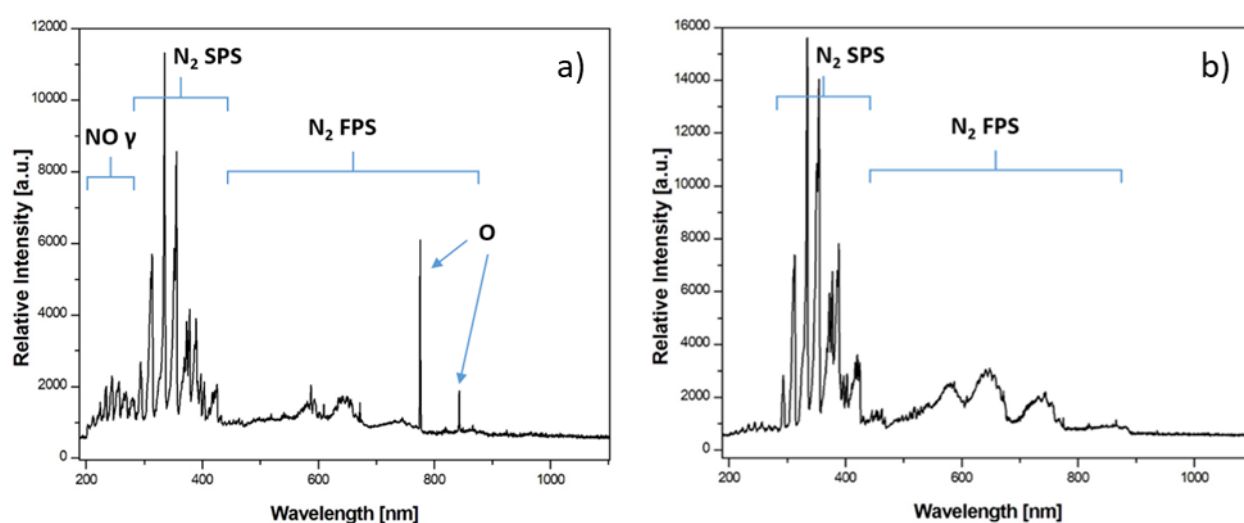 12000
10000
8000
6000
4000
2000
0
Relative Intensity [a.u.]
N₂ SPS
a)
NO γ
N₂ FPS
O
200 400 600 800 1000
Wavelength [nm]
16000
14000
12000
10000
8000
6000
4000
2000
0
Relative Intensity [a.u.]
N₂ SPS
b)
N₂ FPS
200 400 600 800 1000
Wavelength [nm]